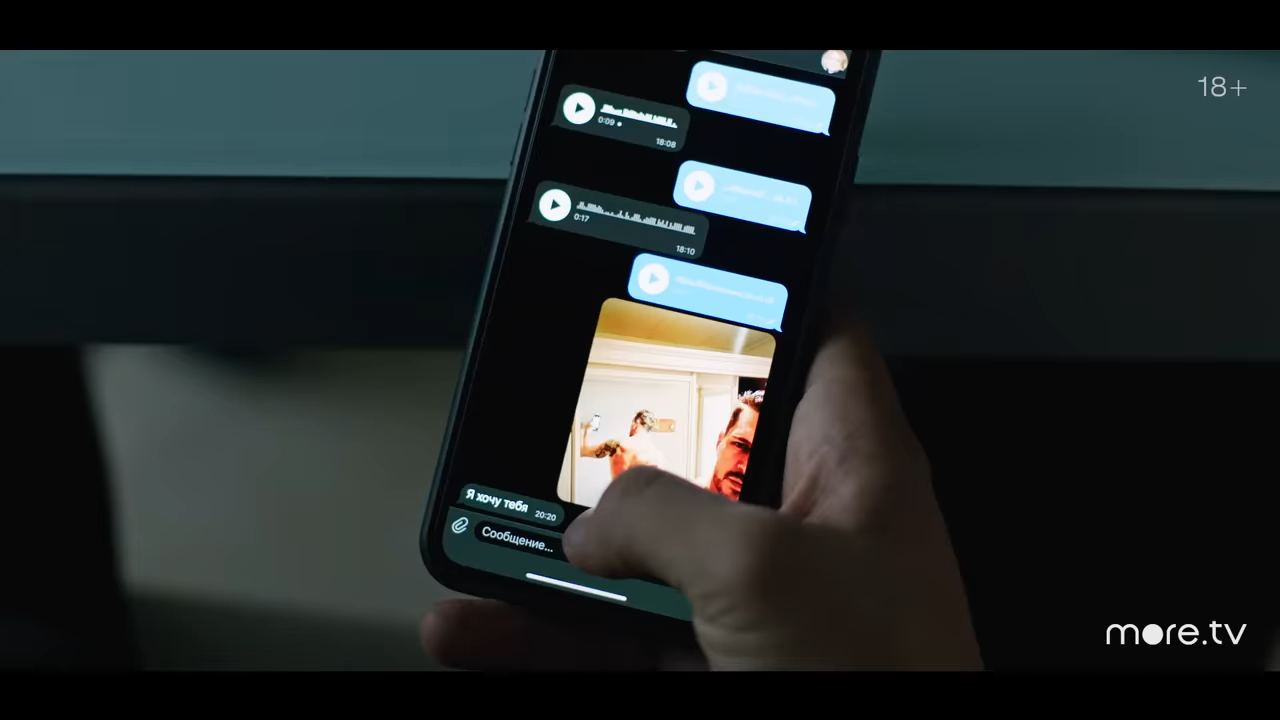 18+
0:09
18:08
0:17
18:10
Я хочу тебя 20:20
Сообщение...
more.tv